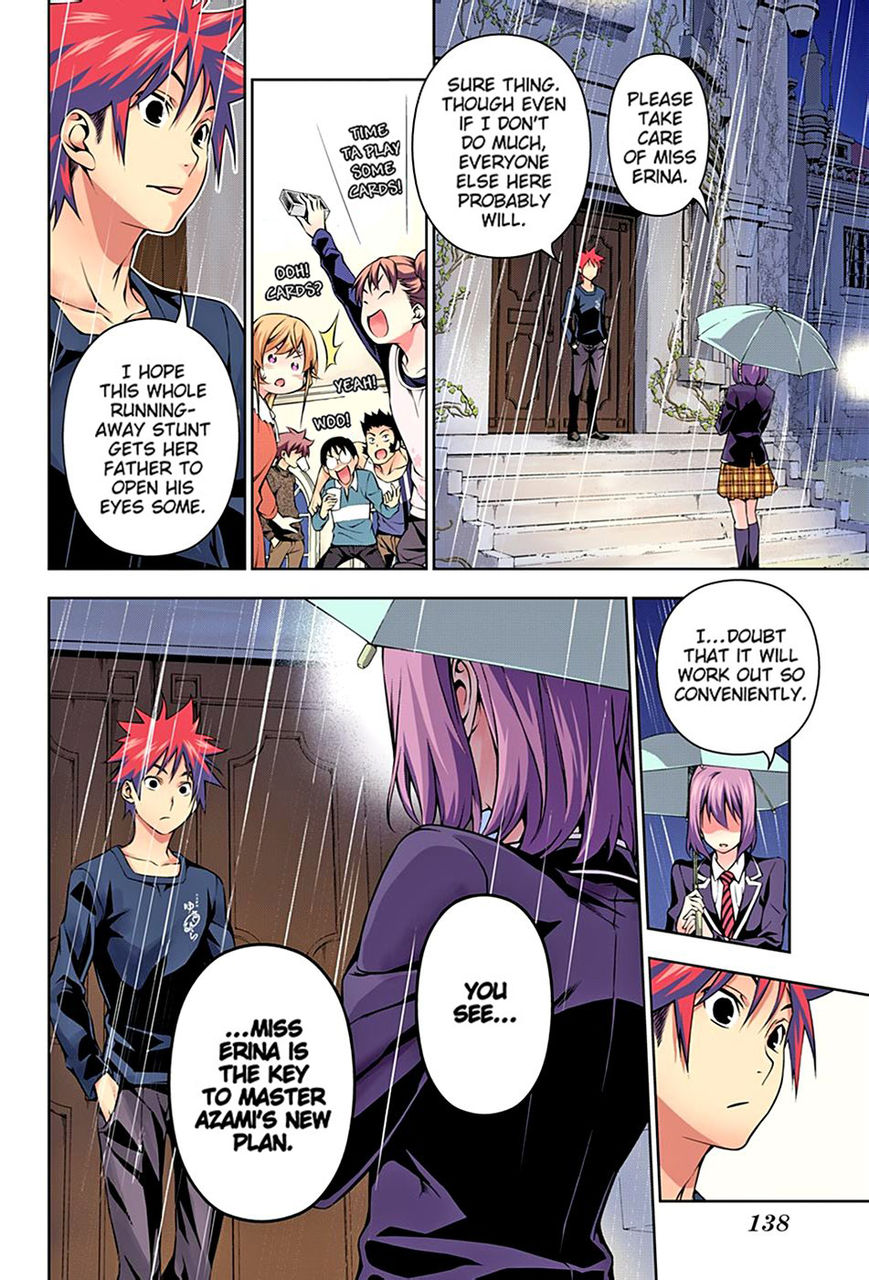 PLEASE
TAKE
CARE
OF MISS
ERINA.
SURE THING.
THOUGH EVEN
IF I DON'T
DO MUCH,
EVERYONE
ELSE HERE
PROBABLY
WILL.
TIME
TA PLAY
SOME
CARDS!
OOH!
CARDS?
YEAH!
WOO!
I HOPE
THIS WHOLE
RUNNING-
AWAY STUNT
GETS HER
FATHER TO
OPEN HIS
EYES SOME.
I...DOUBT
THAT IT WILL
WORK OUT SO
CONVENIENTLY.
YOU
SEE...
...MISS
ERINA IS
THE KEY
TO MASTER
AZAMI'S NEW
PLAN.
138